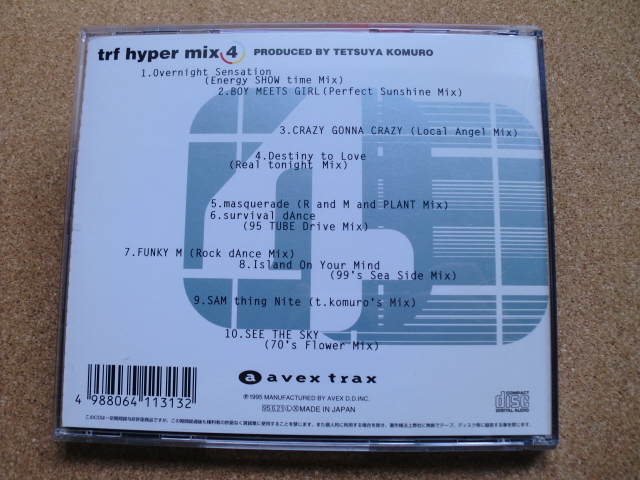 trf hyper mix 4 PRODUCED BY TETSUYA KOMURO
1.Overnight Sensation
(Energy SHOW time Mix)
2.BOY MEETS GIRL(Perfect Sunshine Mix)
3.CRAZY GONNA CRAZY (Local Angel Mix)
4.Destiny to Love
(Real tonight Mix)
5.masquerade (R and M and PLANT Mix)
6.survival dAnce
(95 TUBE Drive Mix)
7.FUNKY M (Rock dAnce Mix)
8.Island On Your Mind
(99's Sea Side Mix)
9.SAM thing Nite (t.komuro's Mix)
10.SEE THE SKY
(70's Flower Mix)
a avex trax
4 988064 113132
℗1995 MANUFACTURED BY AVEX D.D.INC.
95.6.21 Ⓛ Ⓧ MADE IN JAPAN
COMPACT
disc
DIGITAL AUDIO